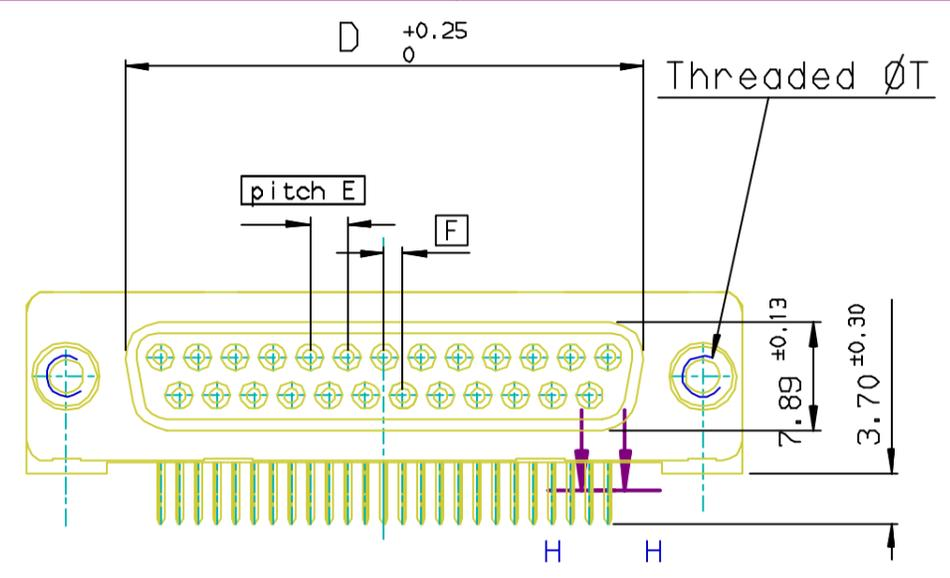 D +0.25
0
Threaded ØT
pitch E
F
7.89 ±0.13
3.70 ±0.30
H H